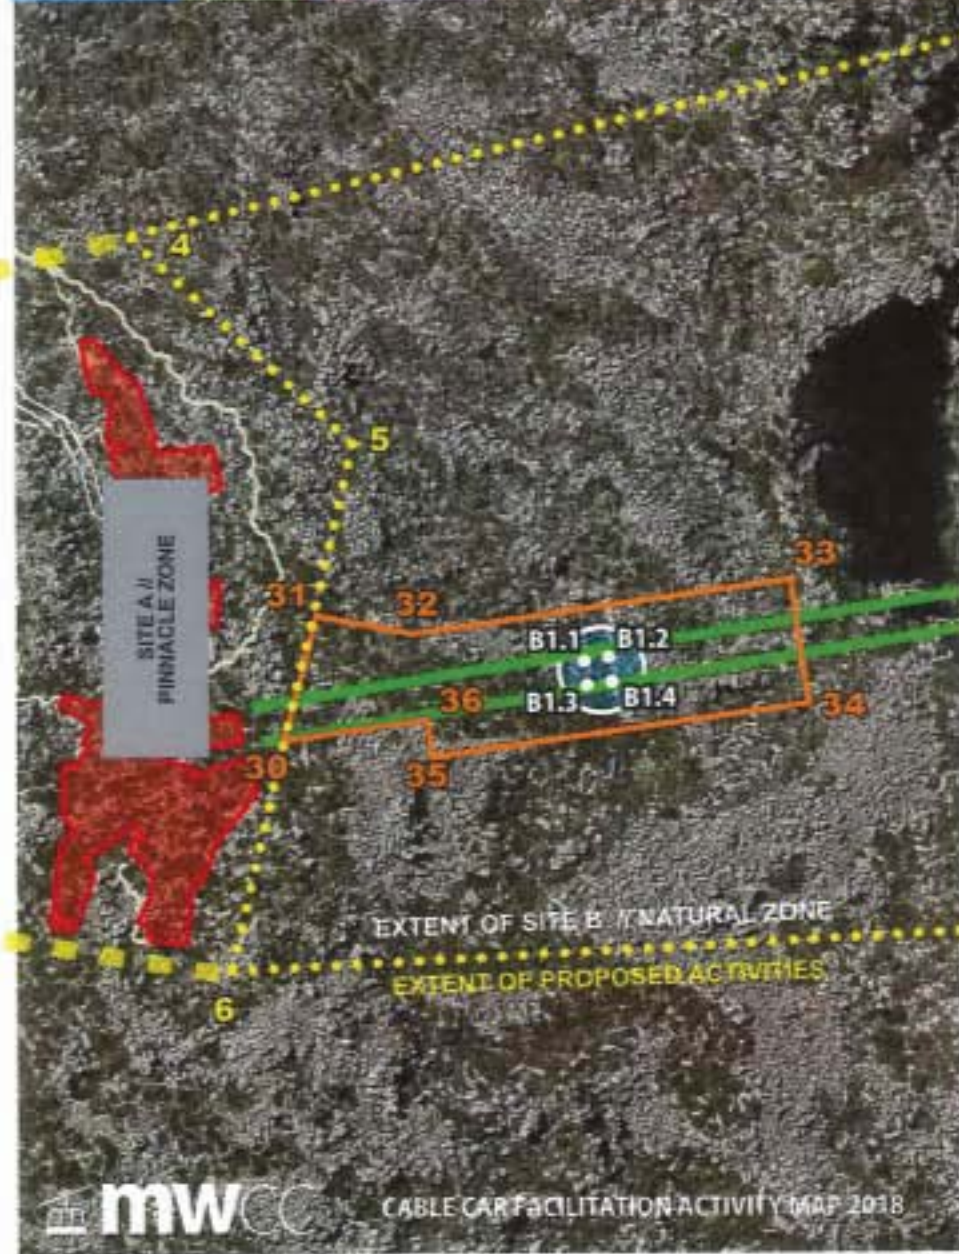 4
5
SITE A //
PINNACLE ZONE
31
32
33
B1.1
B1.2
B1.3
B1.4
36
34
30
35
EXTENT OF SITE B // NATURAL ZONE
EXTENT OF PROPOSED ACTIVITIES
6
mwcc
CABLE CAR FACILITATION ACTIVITY MAP 2018